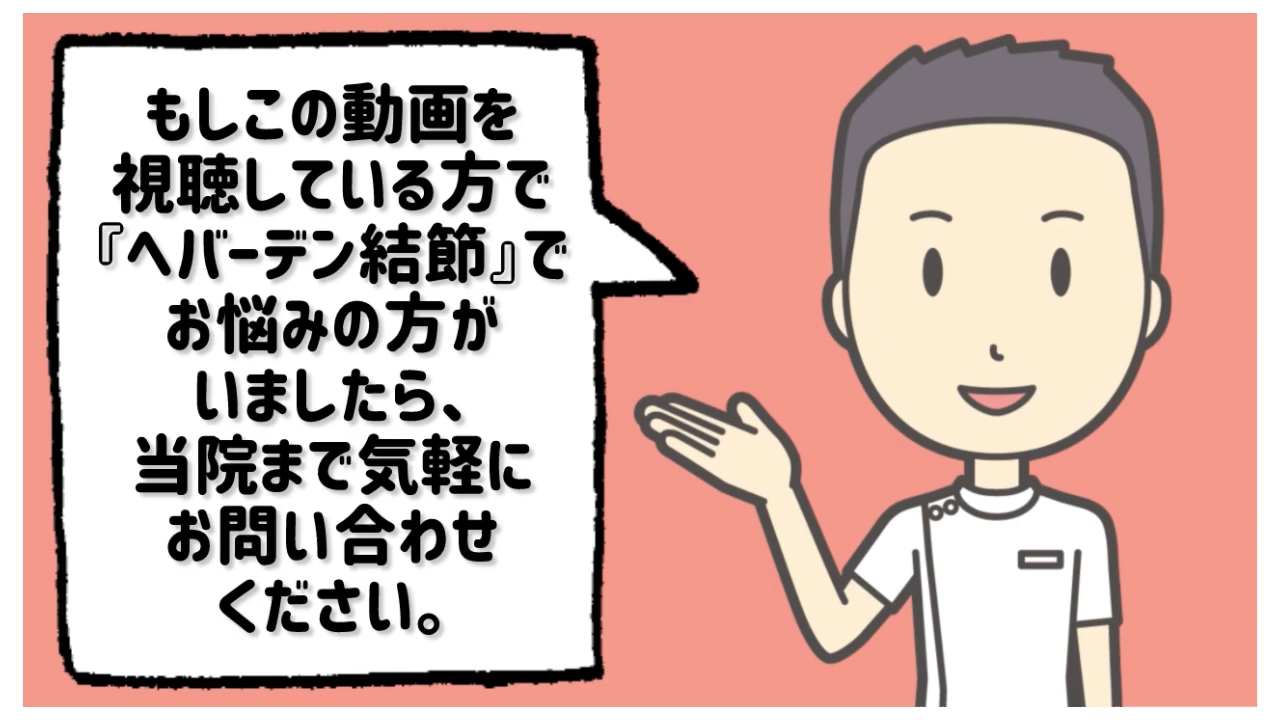 もしこの動画を
視聴している方で
『ヘバーデン結節』で
お悩みの方が
いましたら、
当院まで気軽に
お問い合わせ
ください。